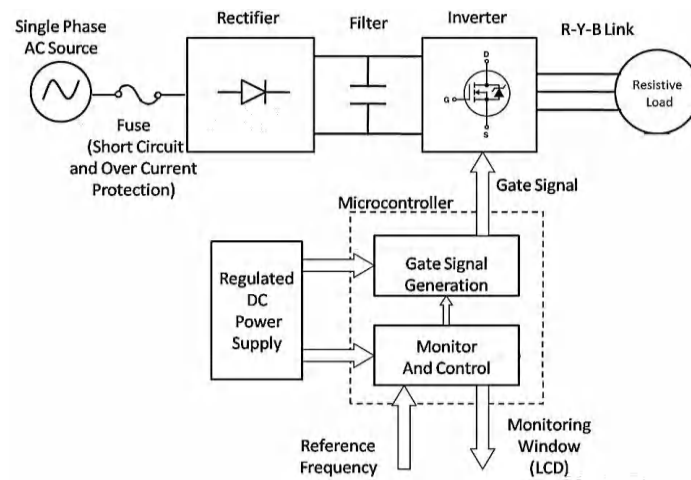 Single Phase
AC Source
Rectifier
Filter
Inverter
R-Y-B Link
D
G
S
Resistive
Load
Fuse
(Short Circuit
and Over Current
Protection)
Gate Signal
Microcontroller
Regulated
DC
Power
Supply
Gate Signal
Generation
Monitor
And Control
Reference
Frequency
Monitoring
Window
(LCD)